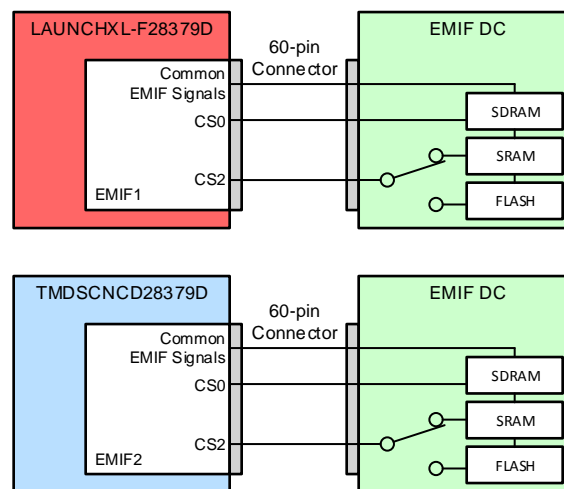 LAUNCHXL-F28379D
60-pin
Connector
EMIF DC
Common
EMIF Signals
CS0
CS2
EMIF1
SDRAM
SRAM
FLASH
TMDSCNCD28379D
60-pin
Connector
EMIF DC
Common
EMIF Signals
CS0
CS2
EMIF2
SDRAM
SRAM
FLASH